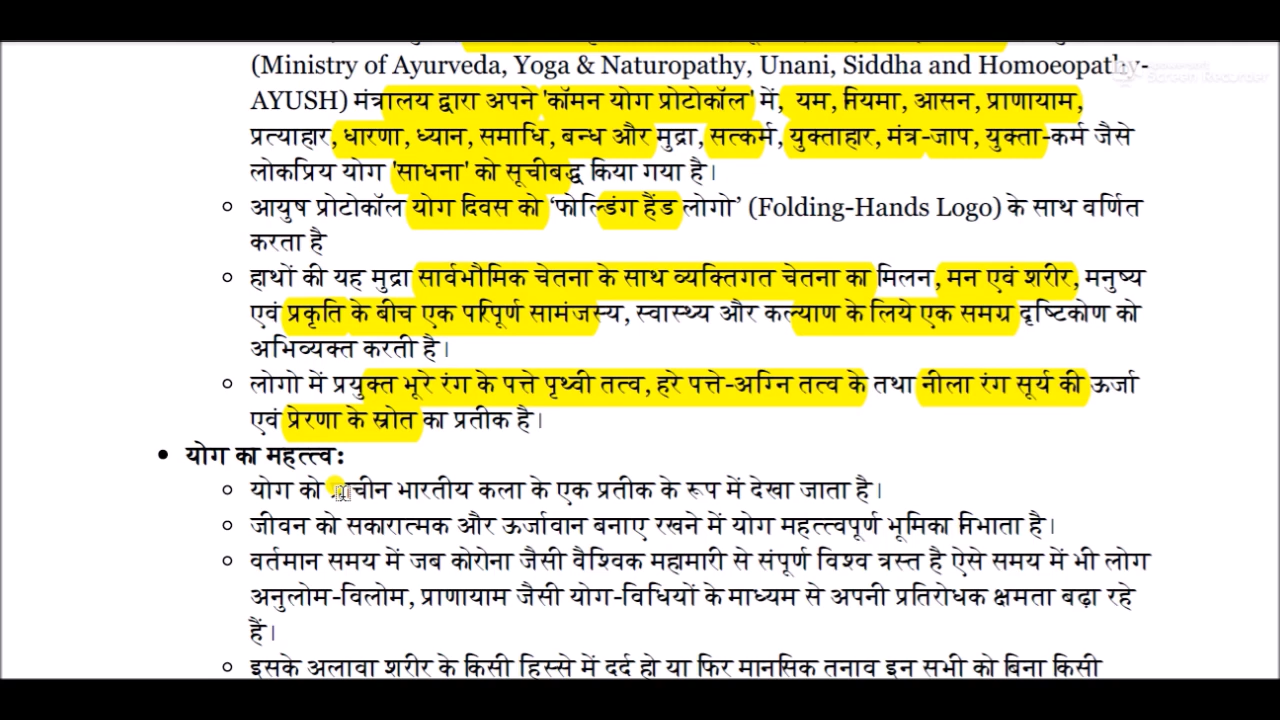 (Ministry of Ayurveda, Yoga & Naturopathy, Unani, Siddha and Homoeopathy-
AYUSH) मंत्रालय द्वारा अपने 'कॉमन योग प्रोटोकॉल' में, यम, नियमा, आसन, प्राणायाम,
प्रत्याहार, धारणा, ध्यान, समाधि, बन्ध और मुद्रा, सत्कर्म, युक्ताहार, मंत्र-जाप, युक्ता-कर्म जैसे
लोकप्रिय योग 'साधना' को सूचीबद्ध किया गया है।
○ आयुष प्रोटोकॉल योग दिवस को ‘फोल्डिंग हैंड लोगो’ (Folding-Hands Logo) के साथ वर्णित
करता है
○ हाथों की यह मुद्रा सार्वभौमिक चेतना के साथ व्यक्तिगत चेतना का मिलन, मन एवं शरीर, मनुष्य
एवं प्रकृति के बीच एक परिपूर्ण सामंजस्य, स्वास्थ्य और कल्याण के लिये एक समग्र दृष्टिकोण को
अभिव्यक्त करती है।
○ लोगो में प्रयुक्त भूरे रंग के पत्ते पृथ्वी तत्व, हरे पत्ते-अग्नि तत्व के तथा नीला रंग सूर्य की ऊर्जा
एवं प्रेरणा के स्रोत का प्रतीक है।
• योग का महत्त्व:
○ योग को प्राचीन भारतीय कला के एक प्रतीक के रूप में देखा जाता है।
○ जीवन को सकारात्मक और ऊर्जावान बनाए रखने में योग महत्त्वपूर्ण भूमिका निभाता है।
○ वर्तमान समय में जब कोरोना जैसी वैश्विक महामारी से संपूर्ण विश्व त्रस्त है ऐसे समय में भी लोग
अनुलोम-विलोम, प्राणायाम जैसी योग-विधियों के माध्यम से अपनी प्रतिरोधक क्षमता बढ़ा रहे
हैं।
○ इसके अलावा शरीर के किसी हिस्से में दर्द हो या फिर मानसिक तनाव इन सभी को बिना किसी